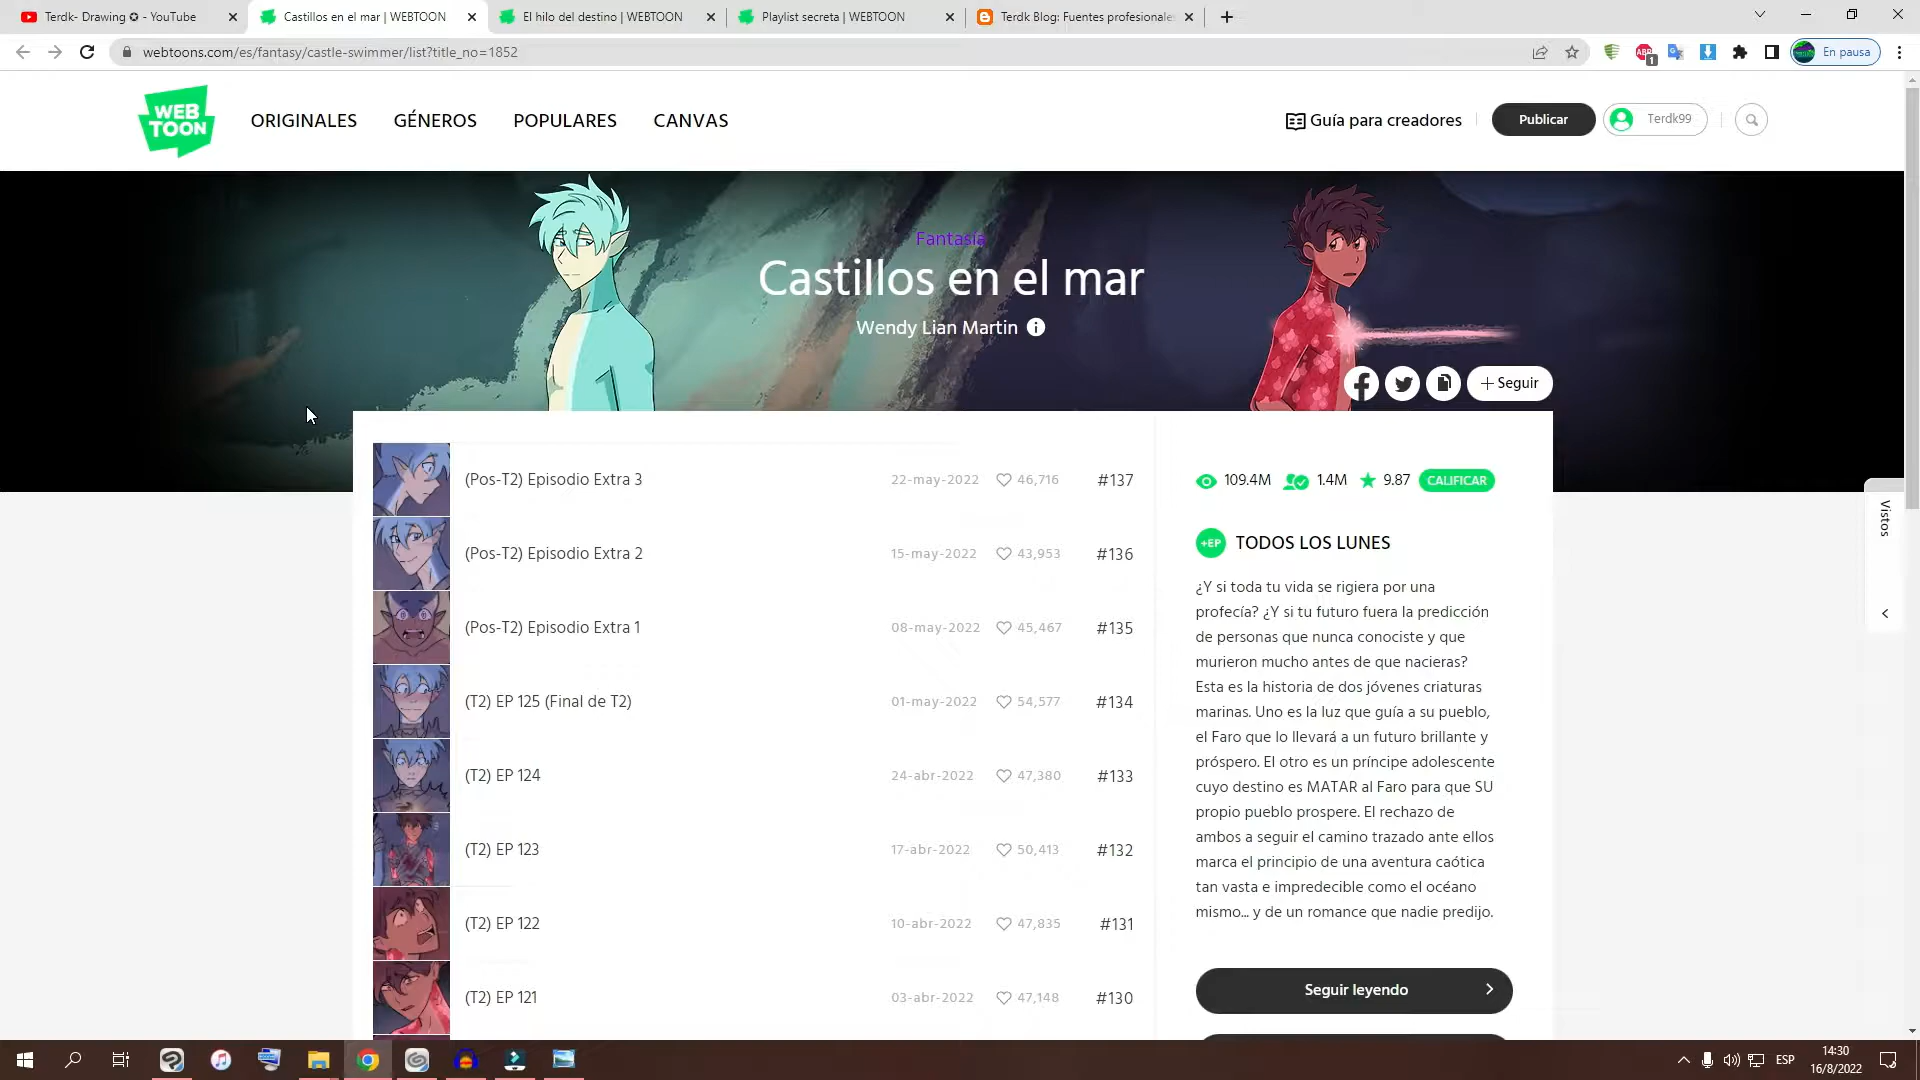 Terdk- Drawing ✪ - YouTube
Castillos en el mar | WEBTOON
El hilo del destino | WEBTOON
Playlist secreta | WEBTOON
Terdk Blog: Fuentes profesionale
webtoons.com/es/fantasy/castle-swimmer/list?title_no=1852
ABP
1
En pausa
WEB
TOON
ORIGINALES
GÉNEROS
POPULARES
CANVAS
Guía para creadores
Publicar
Terdk99
Fantasía
Castillos en el mar
Wendy Lian Martin
+ Seguir
(Pos-T2) Episodio Extra 3 22-may-2022 46,716 #137
(Pos-T2) Episodio Extra 2 15-may-2022 43,953 #136
(Pos-T2) Episodio Extra 1 08-may-2022 45,467 #135
(T2) EP 125 (Final de T2) 01-may-2022 54,577 #134
(T2) EP 124 24-abr-2022 47,380 #133
(T2) EP 123 17-abr-2022 50,413 #132
(T2) EP 122 10-abr-2022 47,835 #131
(T2) EP 121 03-abr-2022 47,148 #130
109.4M 1.4M 9.87 CALIFICAR
+EP TODOS LOS LUNES
¿Y si toda tu vida se rigiera por una
profecía? ¿Y si tu futuro fuera la predicción
de personas que nunca conociste y que
murieron mucho antes de que nacieras?
Esta es la historia de dos jóvenes criaturas
marinas. Uno es la luz que guía a su pueblo,
el Faro que lo llevará a un futuro brillante y
próspero. El otro es un príncipe adolescente
cuyo destino es MATAR al Faro para que SU
propio pueblo prospere. El rechazo de
ambos a seguir el camino trazado ante ellos
marca el principio de una aventura caótica
tan vasta e impredecible como el océano
mismo... y de un romance que nadie predijo.
Seguir leyendo
Vistos
ESP
14:30
16/8/2022